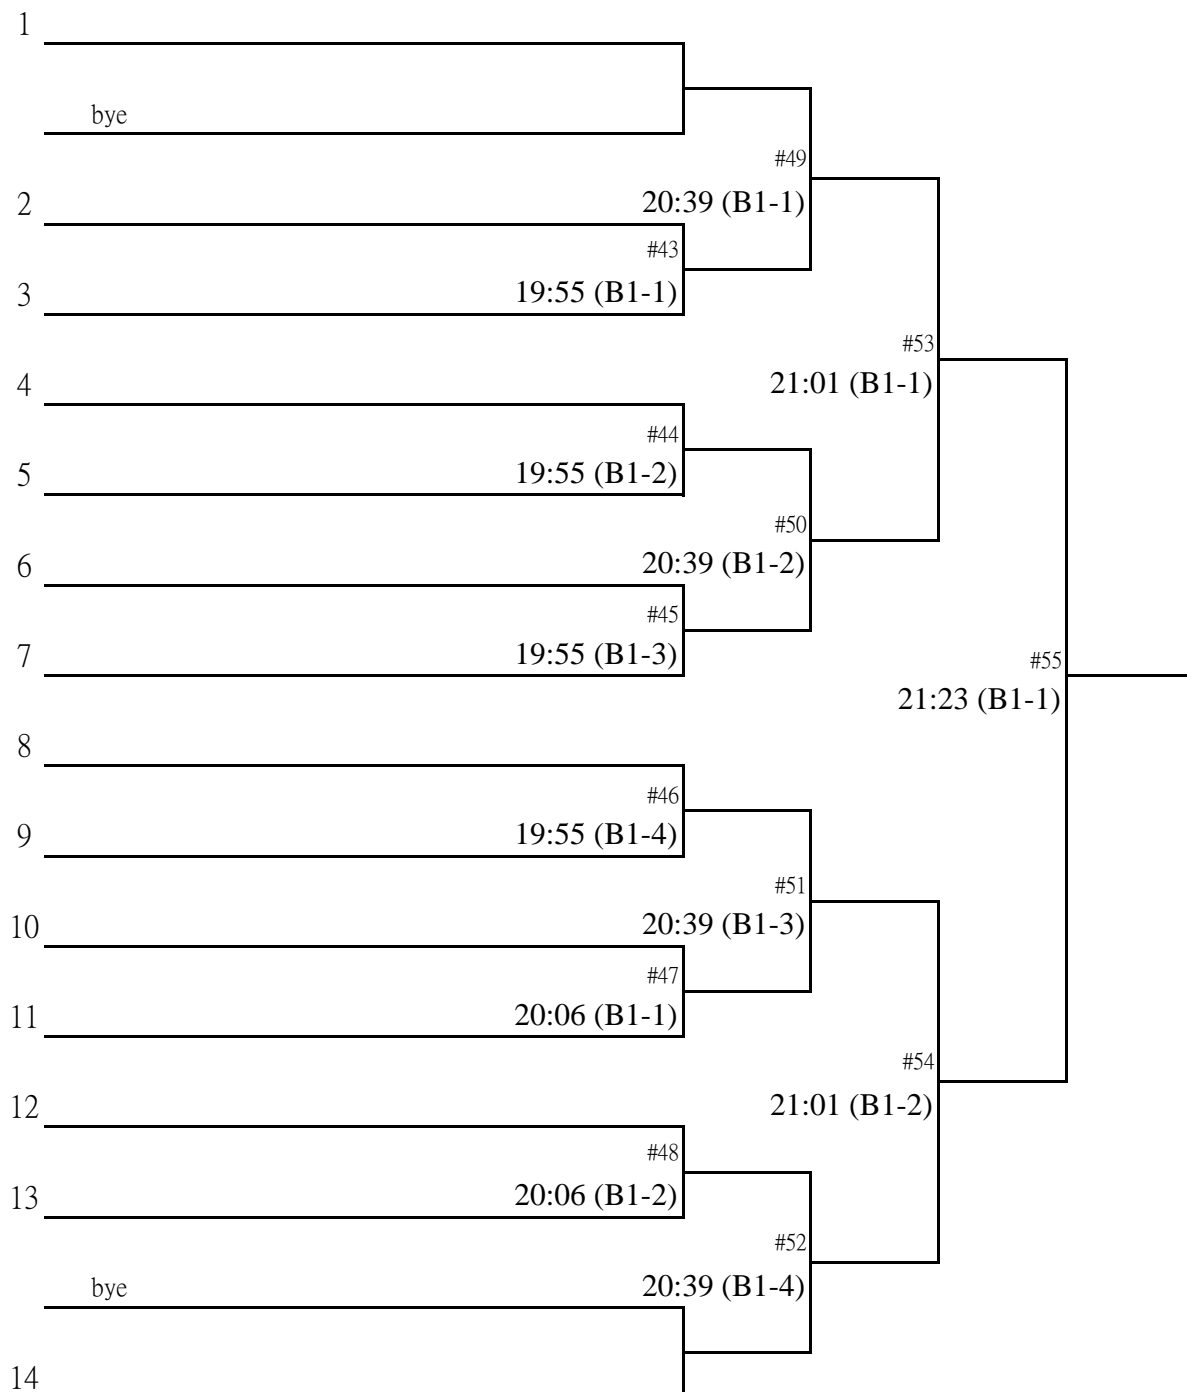 1
bye
#49
2
20:39 (B1-1)
#43
3
19:55 (B1-1)
#53
4
21:01 (B1-1)
#44
5
19:55 (B1-2)
#50
6
20:39 (B1-2)
#45
7
19:55 (B1-3)
#55
21:23 (B1-1)
8
#46
9
19:55 (B1-4)
#51
10
20:39 (B1-3)
#47
11
20:06 (B1-1)
#54
12
21:01 (B1-2)
#48
13
20:06 (B1-2)
#52
bye
20:39 (B1-4)
14